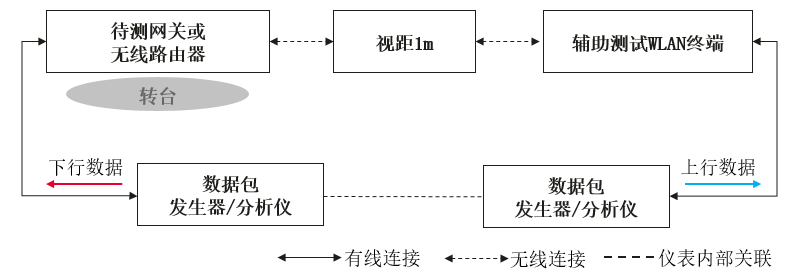 待测网关或
无线路由器
视距1m
辅助测试WLAN终端
转台
下行数据
上行数据
数据包
发生器/分析仪
数据包
发生器/分析仪
有线连接
无线连接
仪表内部关联